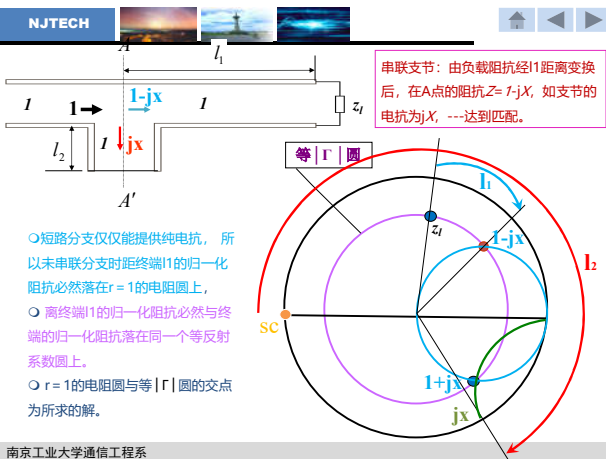 NJTECH
A
l1
1
1
1-jx
1
zl
l2
1
jx
A′
串联支节：由负载阻抗经l1距离变换
后，在A点的阻抗Z=1-jX，如支节的
电抗为jX，---达到匹配。
等|Γ|圆
l1
zl
1-jx
l2
sc
1+jx
jx
❍短路分支仅仅能提供纯电抗， 所
以未串联分支时距终端l1的归一化
阻抗必然落在r = 1的电阻圆上，
❍ 离终端l1的归一化阻抗必然与终
端的归一化阻抗落在同一个等反射
系数圆上。
❍ r = 1的电阻圆与等|Γ|圆的交点
为所求的解。
南京工业大学通信工程系